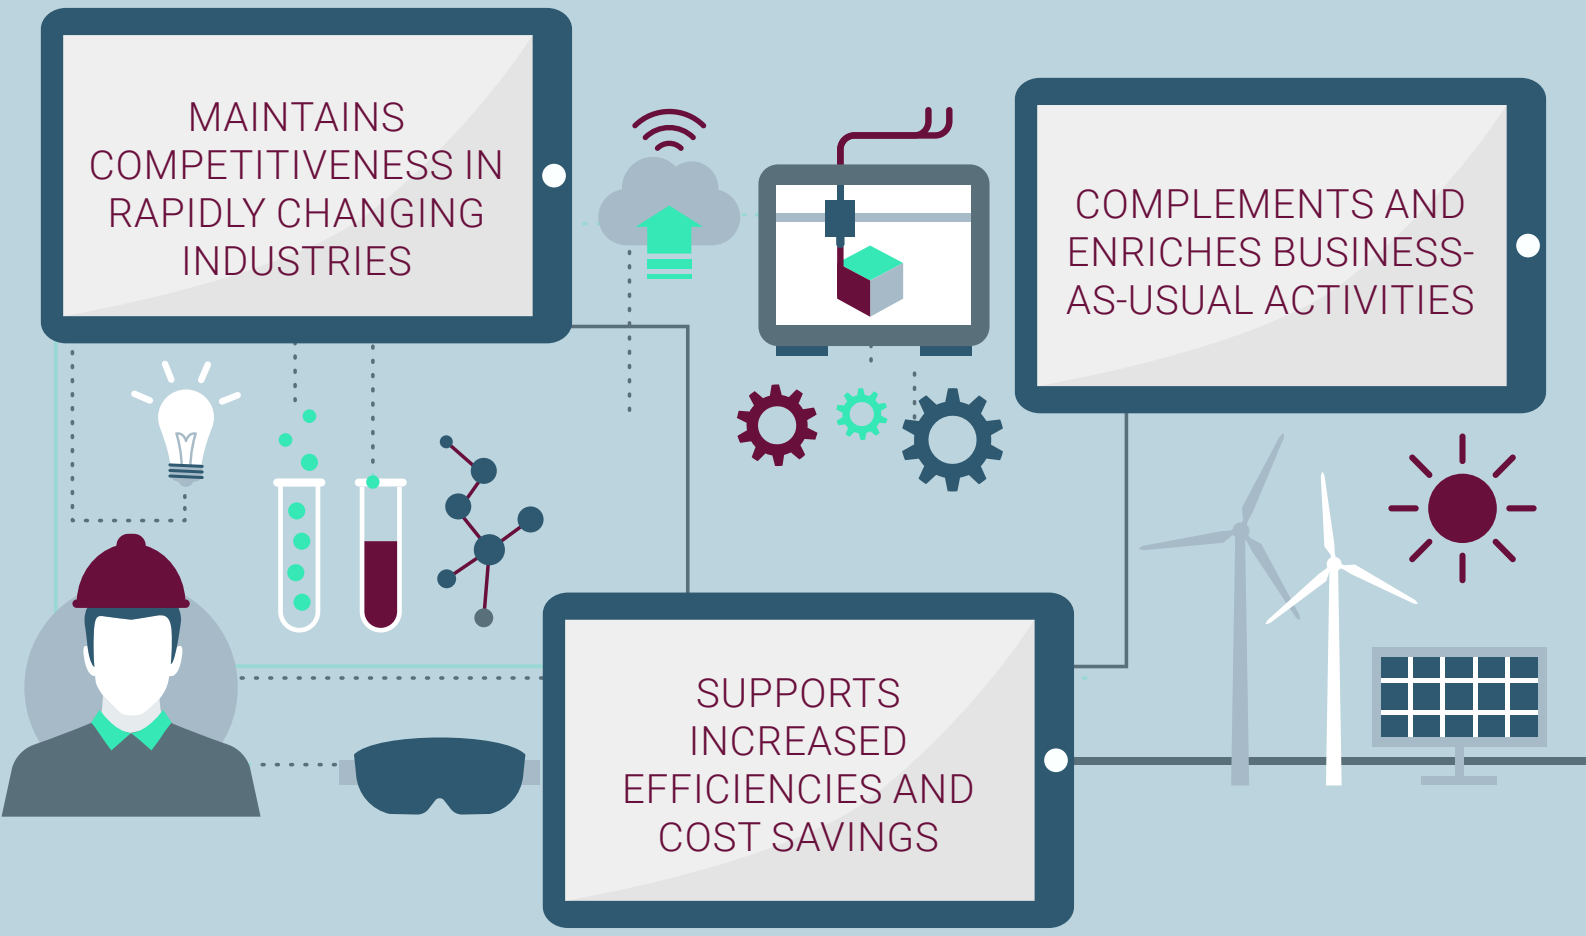 MAINTAINS
COMPETITIVENESS IN
RAPIDLY CHANGING
INDUSTRIES
COMPLEMENTS AND
ENRICHES BUSINESS-
AS-USUAL ACTIVITIES
SUPPORTS
INCREASED
EFFICIENCIES AND
COST SAVINGS